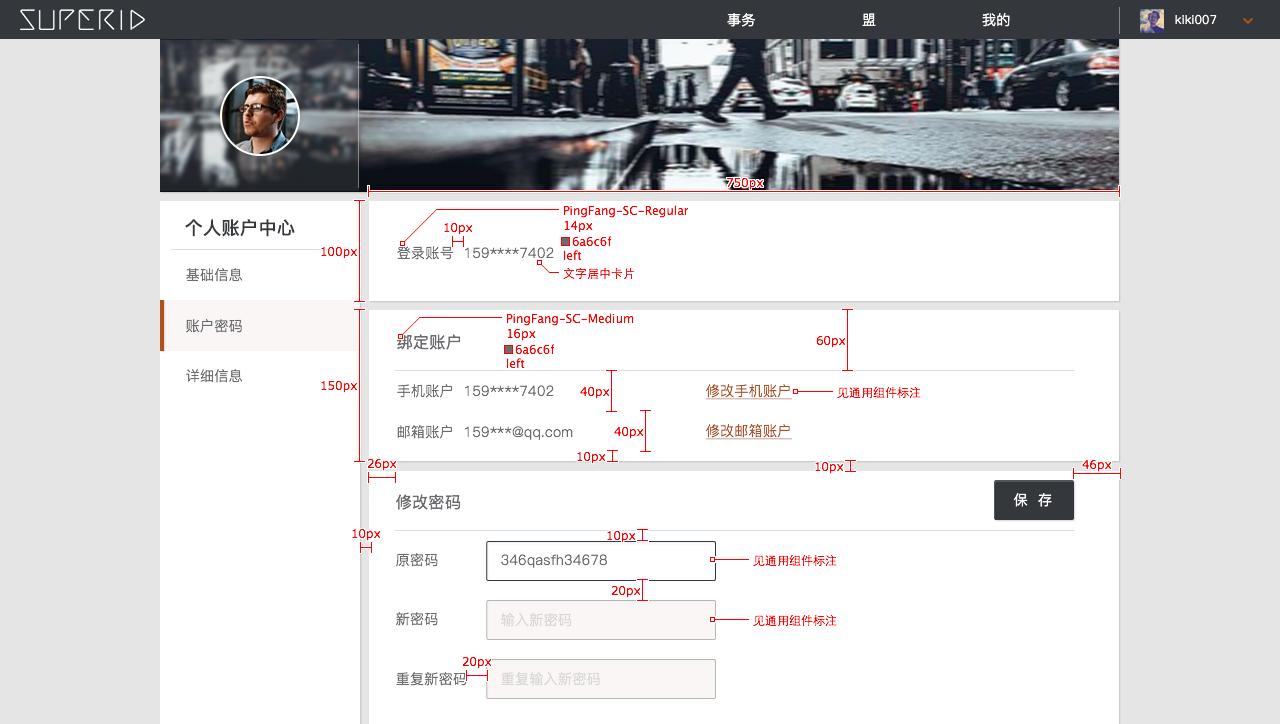 SUPERID
事务
盟
我的
kiki007
750px
个人账户中心
基础信息
账户密码
详细信息
100px
10px
PingFang-SC-Regular
14px
6a6c6f
left
登录账号 159****7402
文字居中卡片
150px
PingFang-SC-Medium
16px
6a6c6f
left
绑定账户
60px
手机账户 159****7402
40px
修改手机账户
见通用组件标注
邮箱账户 159***@qq.com
40px
修改邮箱账户
10px
10px
26px
46px
修改密码
保 存
10px
10px
原密码
346qasfh34678
见通用组件标注
20px
新密码
输入新密码
见通用组件标注
20px
重复新密码
重复输入新密码